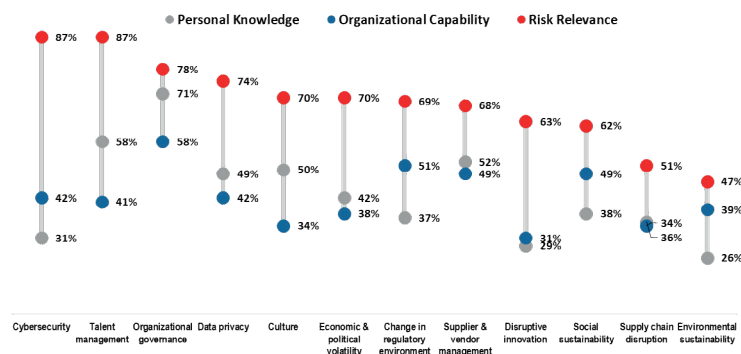 Personal Knowledge Organizational Capability Risk Relevance
87% 87%
78%
74%
71%
70% 70% 69% 68%
63% 62%
58% 58%
52%
51% 51%
50%
49% 49% 49%
47%
42% 42% 42%
41%
39%
38% 38%
37%
36%
34% 34%
31% 31%
29%
26%
Cybersecurity Talent Organizational Data privacy Culture Economic & Change in Supplier & Disruptive Social Supply chain Environmental
management governance political regulatory vendor innovation sustainability disruption sustainability
volatility environment management